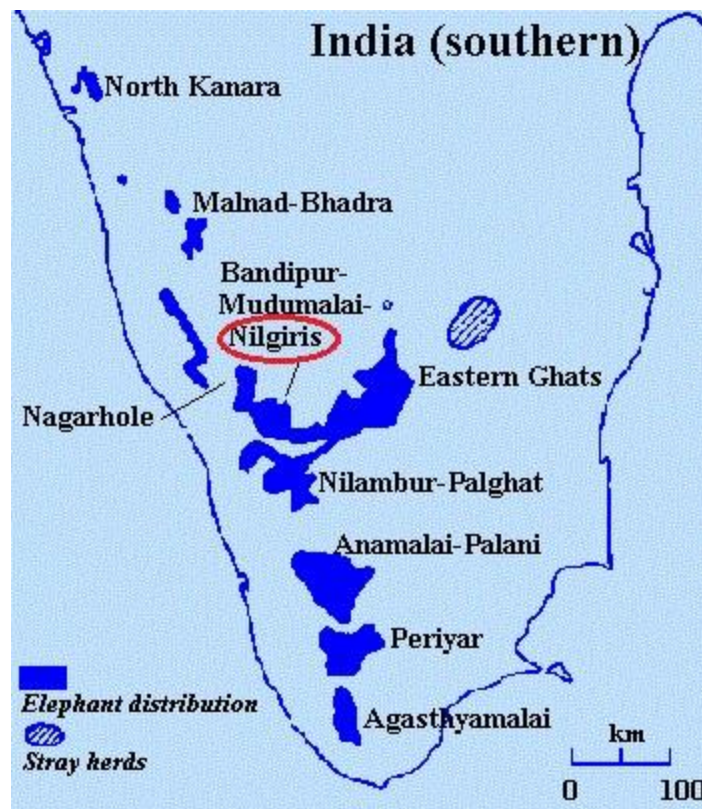 India (southern)
North Kanara
Malnad-Bhadra
Bandipur-
Mudumalai-
Nilgiris
Eastern Ghats
Nagarhole
Nilambur-Palghat
Anamalai-Palani
Periyar
Agasthyamalai
Elephant distribution
Stray herds
km
0 100